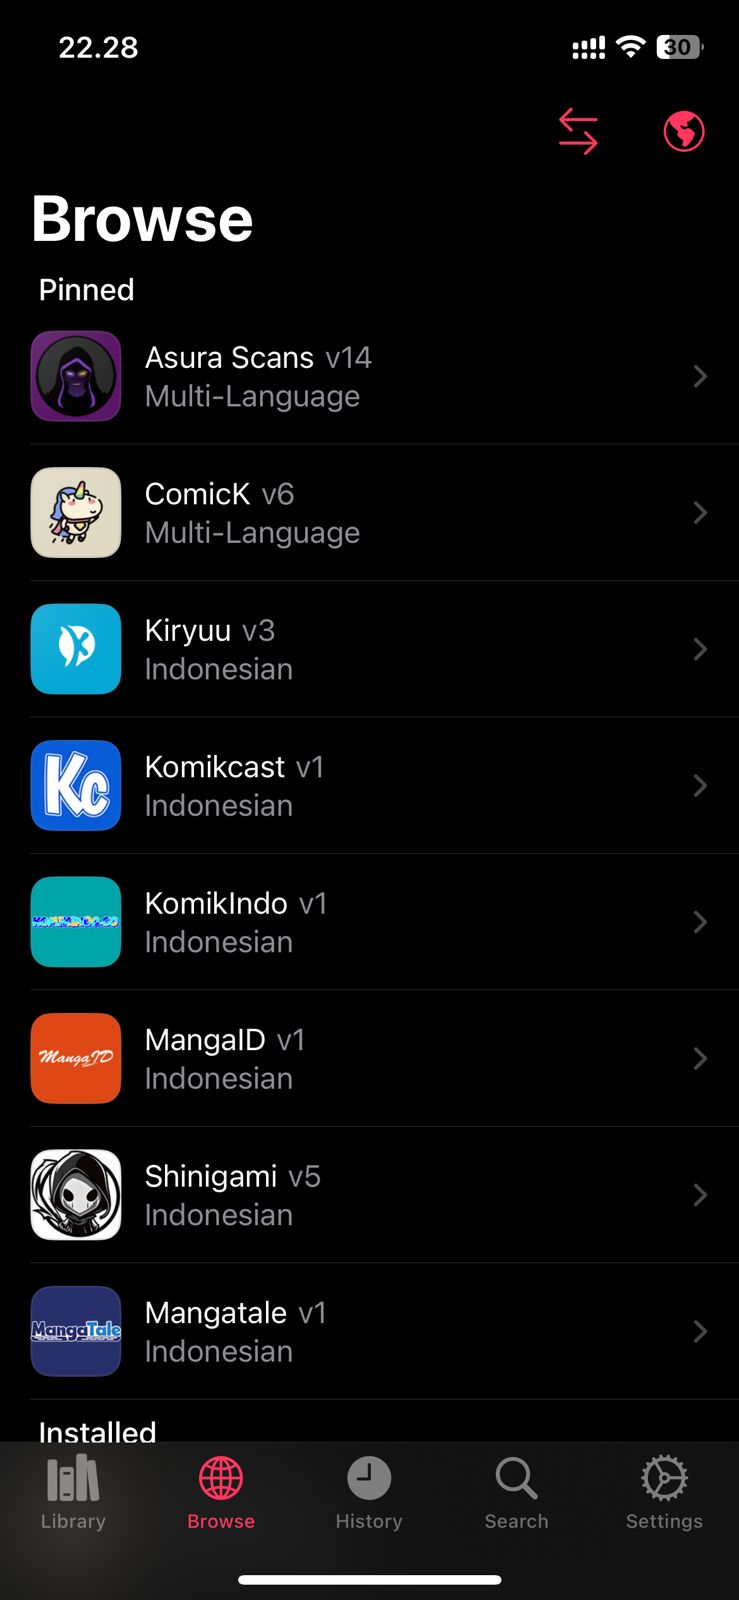 22.28
30
Browse
Pinned
Asura Scans v14
Multi-Language
ComicK v6
Multi-Language
Kiryuu v3
Indonesian
Kc
Komikcast v1
Indonesian
KomikIndo v1
Indonesian
MangaID
MangaID v1
Indonesian
Shinigami v5
Indonesian
MangaTale
Mangatale v1
Indonesian
Installed
Library
Browse
History
Search
Settings